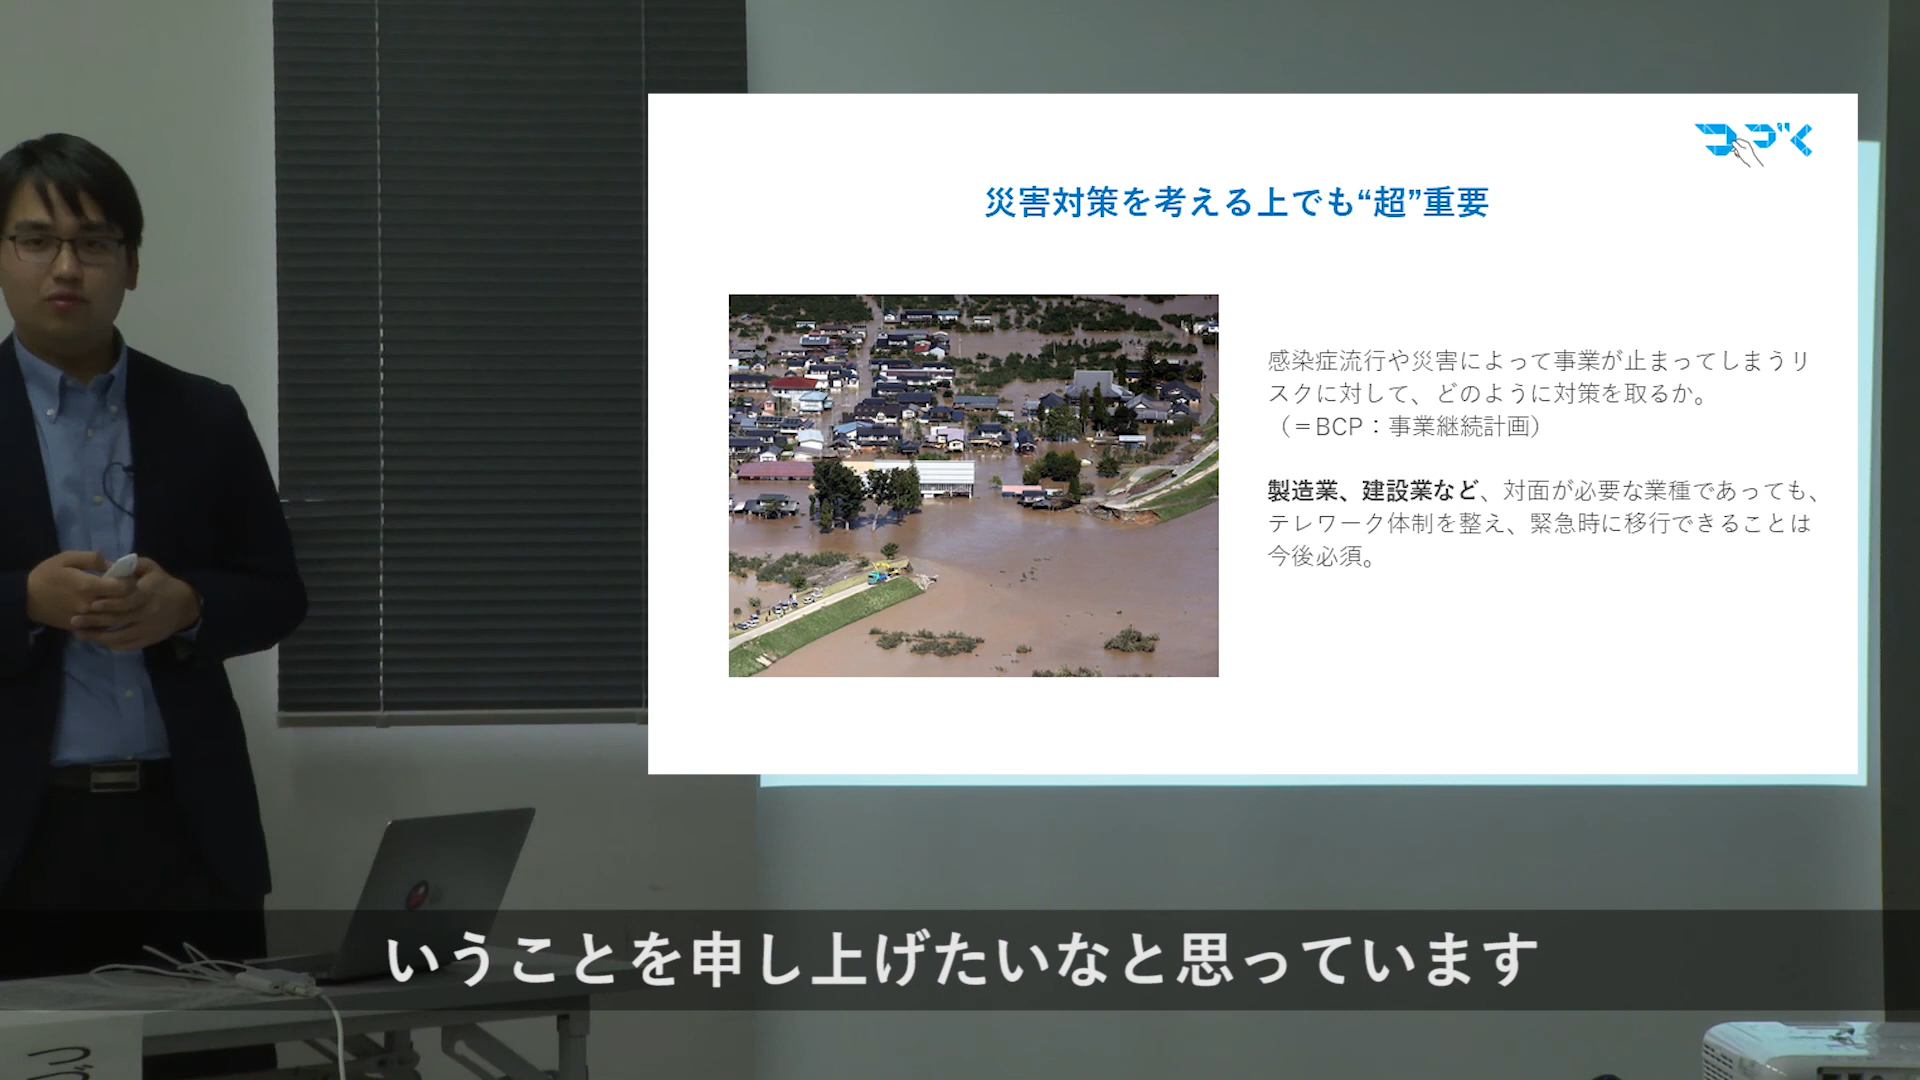 つづく
災害対策を考える上でも“超”重要
感染症流行や災害によって事業が止まってしまうリ
スクに対して、どのように対策を取るか。
（＝BCP：事業継続計画）
製造業、建設業など、対面が必要な業種であっても、
テレワーク体制を整え、緊急時に移行できることは
今後必須。
いうことを申し上げたいなと思っています
つづ